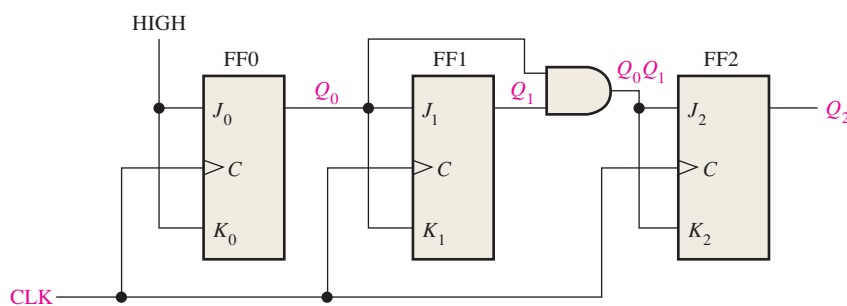 HIGH
FF0 FF1 FF2
Q₀ Q₁ Q₀Q₁
J₀ J₁ J₂ Q₂
C C C
K₀ K₁ K₂
CLK